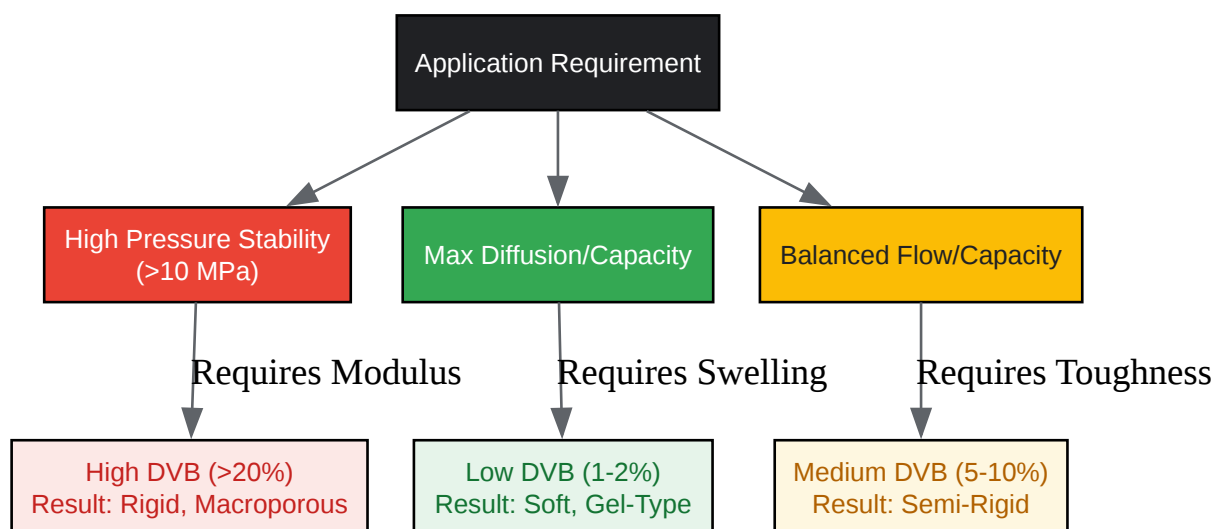 Application Requirement
High Pressure Stability
(>10 MPa)
Max Diffusion/Capacity
Balanced Flow/Capacity
Requires Modulus
Requires Swelling
Requires Toughness
High DVB (>20%)
Result: Rigid, Macroporous
Low DVB (1-2%)
Result: Soft, Gel-Type
Medium DVB (5-10%)
Result: Semi-Rigid